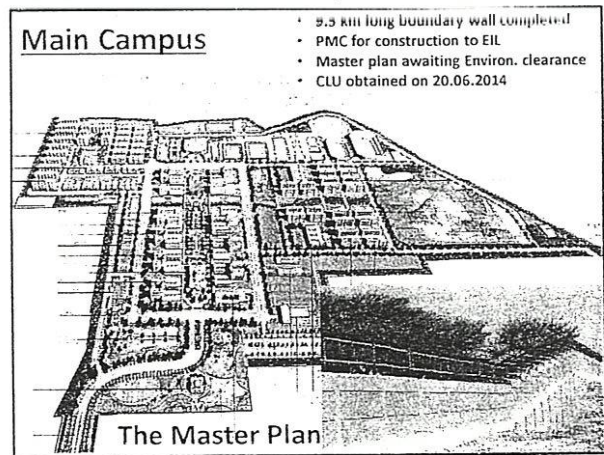 Main Campus
• 9.5 km long boundary wall completed
• PMC for construction to EIL
• Master plan awaiting Environ. clearance
• CLU obtained on 20.06.2014
The Master Plan